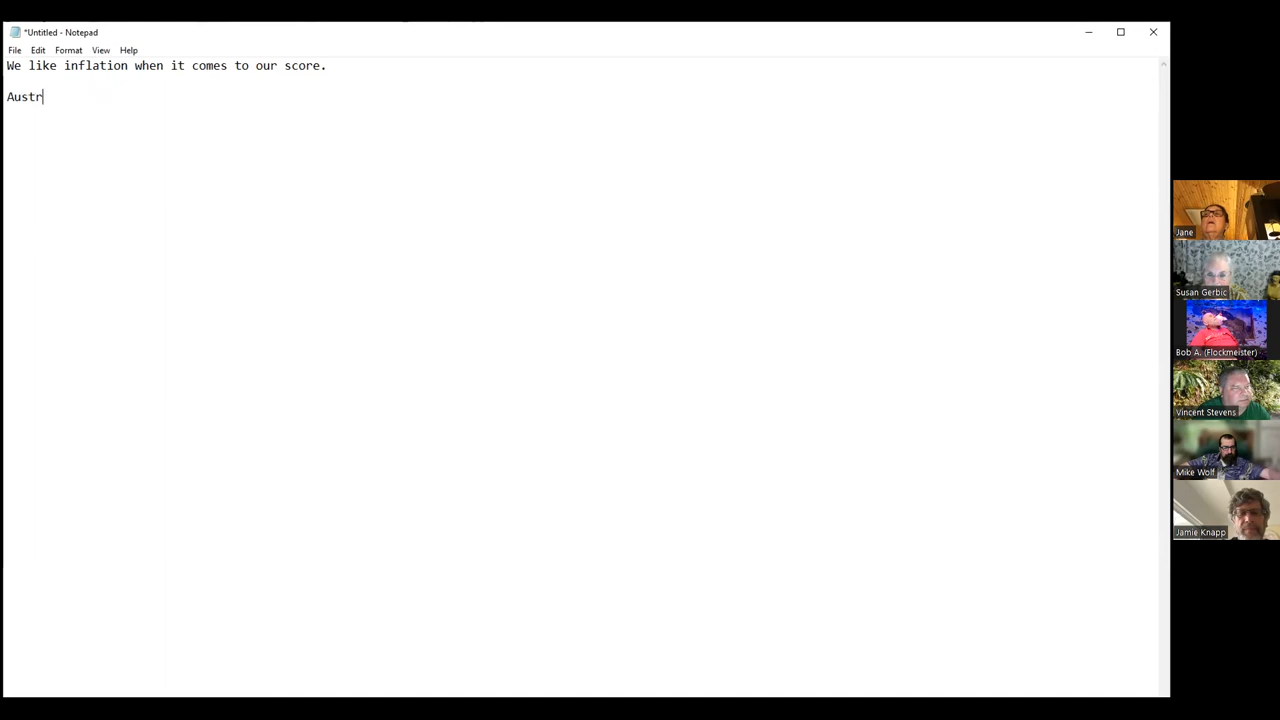 *Untitled - Notepad
File Edit Format View Help
We like inflation when it comes to our score.
Austr
Jane
Susan Gerbic
Bob A. (Flockmeister)
Vincent Stevens
Mike Wolf
Jamie Knapp